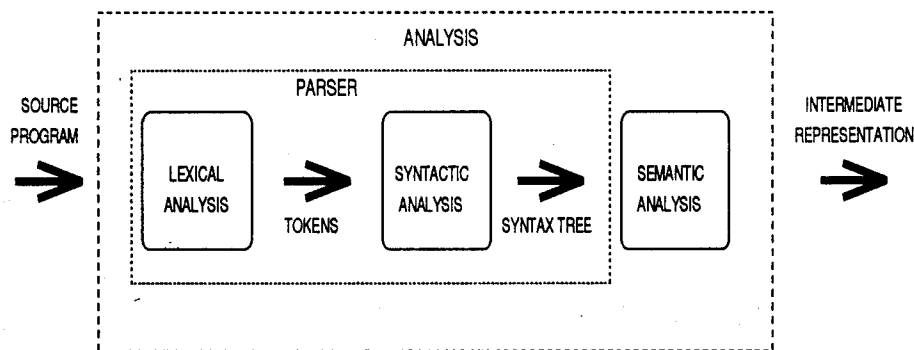 ANALYSIS
PARSER
SOURCE
PROGRAM
LEXICAL
ANALYSIS
TOKENS
SYNTACTIC
ANALYSIS
SYNTAX TREE
SEMANTIC
ANALYSIS
INTERMEDIATE
REPRESENTATION